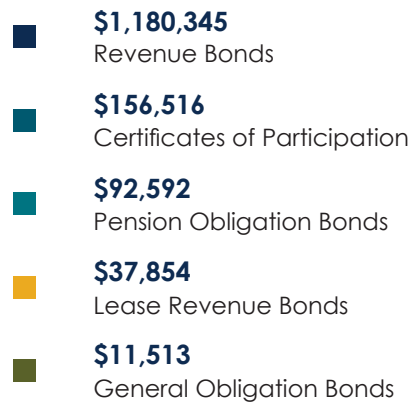 $1,180,345
Revenue Bonds
$156,516
Certificates of Participation
$92,592
Pension Obligation Bonds
$37,854
Lease Revenue Bonds
$11,513
General Obligation Bonds